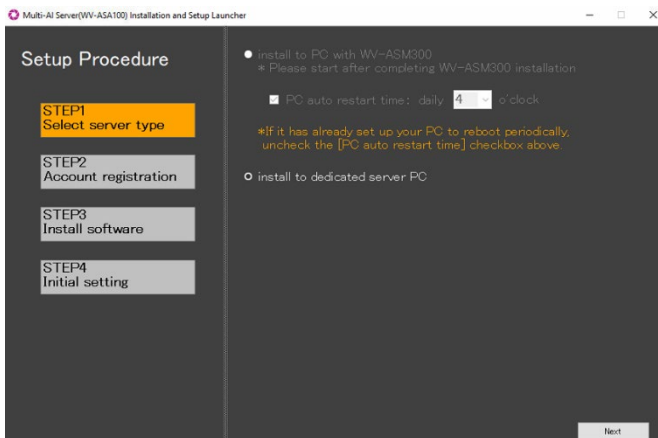 Multi-AI Server(WV-ASA100) Installation and Setup Launcher
Setup Procedure
STEP1
Select server type
STEP2
Account registration
STEP3
Install software
STEP4
Initial setting
install to PC with WV-ASM300
* Please start after completing WV-ASM300 installation
PC auto restart time: daily 4 o'clock
*If it has already set up your PC to reboot periodically,
uncheck the [PC auto restart time] checkbox above.
install to dedicated server PC
Next